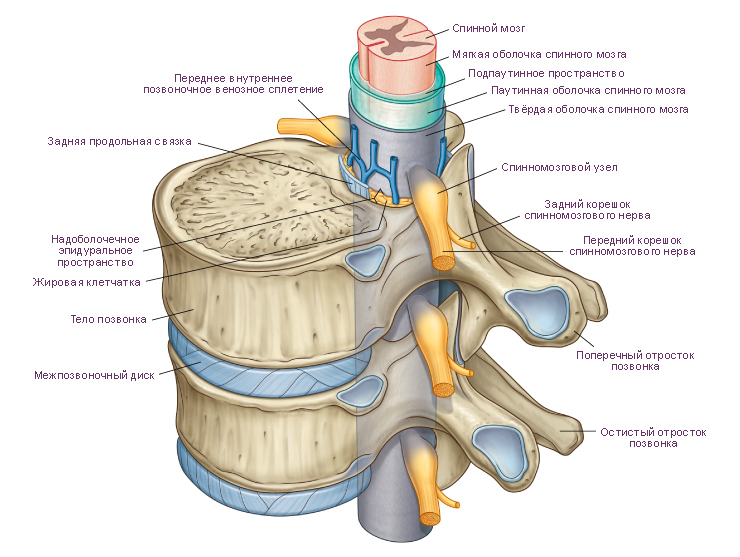 Спинной мозг
Мягкая оболочка спинного мозга
Подпаутинное пространство
Паутинная оболочка спинного мозга
Твёрдая оболочка спинного мозга
Переднее внутреннее
позвоночное венозное сплетение
Задняя продольная связка
Спинномозговой узел
Задний корешок
спинномозгового нерва
Передний корешок
спинномозгового нерва
Надоболочечное
эпидуральное
пространство
Жировая клетчатка
Тело позвонка
Межпозвоночный диск
Поперечный отросток
позвонка
Остистый отросток
позвонка